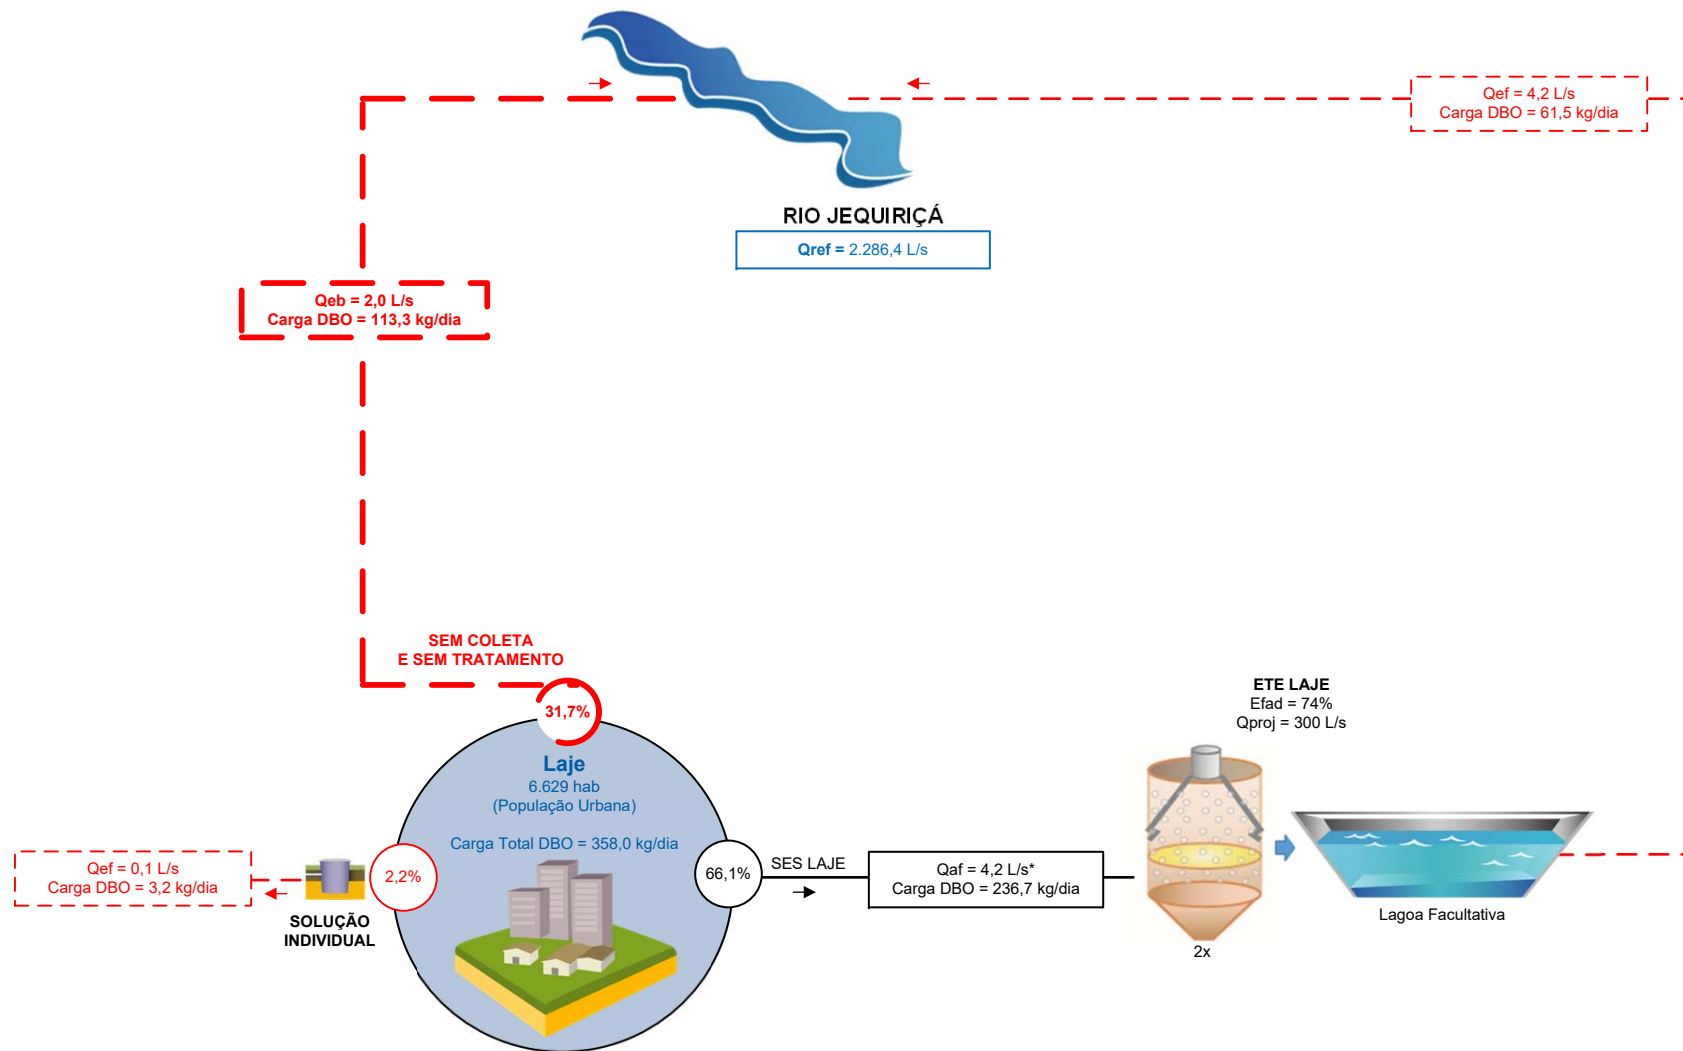 Qef = 4,2 L/s
Carga DBO = 61,5 kg/dia
RIO JEQUIRIÇÁ
Qref = 2.286,4 L/s
Qeb = 2,0 L/s
Carga DBO = 113,3 kg/dia
SEM COLETA
E SEM TRATAMENTO
31,7%
Laje
6.629 hab
(População Urbana)
Carga Total DBO = 358,0 kg/dia
Qef = 0,1 L/s
Carga DBO = 3,2 kg/dia
SOLUÇÃO
INDIVIDUAL
2,2%
66,1%
SES LAJE
Qaf = 4,2 L/s*
Carga DBO = 236,7 kg/dia
ETE LAJE
Efad = 74%
Qproj = 300 L/s
2x
Lagoa Facultativa